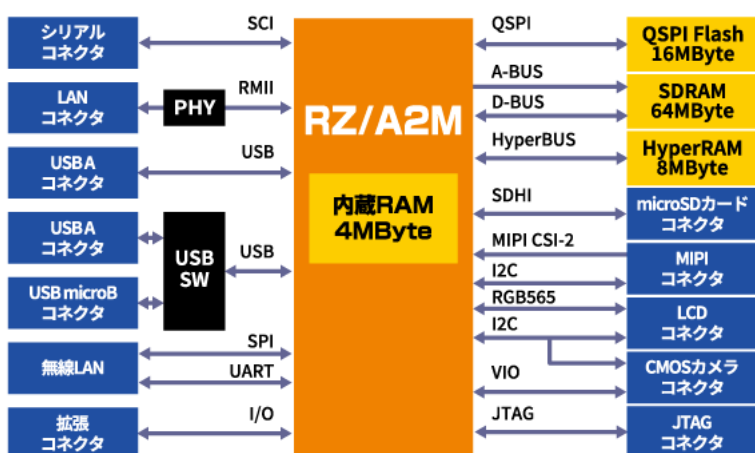 シリアル
コネクタ
SCI
LAN
コネクタ
PHY
RMII
USB A
コネクタ
USB
USB A
コネクタ
USB microB
コネクタ
USB
SW
USB
無線LAN
SPI
UART
拡張
コネクタ
I/O
RZ/A2M
内蔵RAM
4MByte
QSPI
QSPI Flash
16MByte
A-BUS
D-BUS
SDRAM
64MByte
HyperBUS
HyperRAM
8MByte
SDHI
microSDカード
コネクタ
MIPI CSI-2
I2C
MIPI
コネクタ
RGB565
I2C
LCD
コネクタ
VIO
CMOSカメラ
コネクタ
JTAG
JTAG
コネクタ